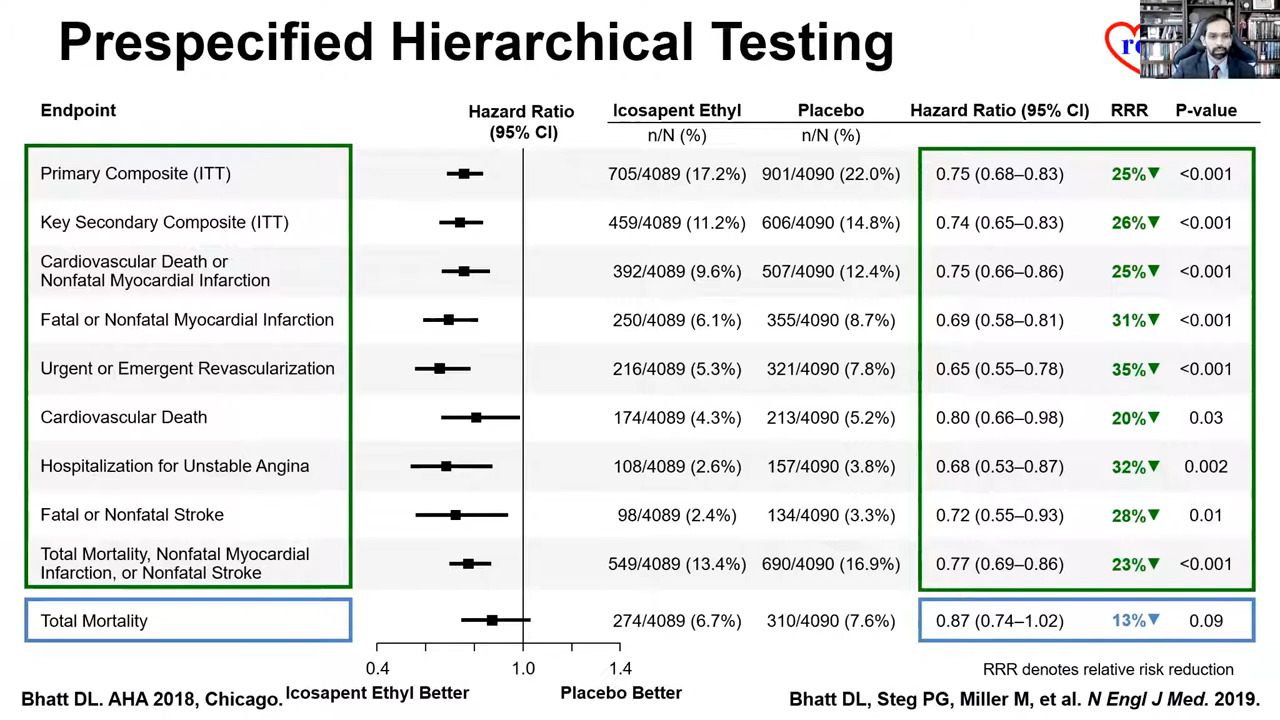 Prespecified Hierarchical Testing
Endpoint
Hazard Ratio
(95% CI)
Icosapent Ethyl
Placebo
Hazard Ratio (95% CI)
RRR
P-value
n/N (%)
n/N (%)
Primary Composite (ITT) 705/4089 (17.2%) 901/4090 (22.0%) 0.75 (0.68–0.83) 25%▼ <0.001
Key Secondary Composite (ITT) 459/4089 (11.2%) 606/4090 (14.8%) 0.74 (0.65–0.83) 26%▼ <0.001
Cardiovascular Death or
Nonfatal Myocardial Infarction 392/4089 (9.6%) 507/4090 (12.4%) 0.75 (0.66–0.86) 25%▼ <0.001
Fatal or Nonfatal Myocardial Infarction 250/4089 (6.1%) 355/4090 (8.7%) 0.69 (0.58–0.81) 31%▼ <0.001
Urgent or Emergent Revascularization 216/4089 (5.3%) 321/4090 (7.8%) 0.65 (0.55–0.78) 35%▼ <0.001
Cardiovascular Death 174/4089 (4.3%) 213/4090 (5.2%) 0.80 (0.66–0.98) 20%▼ 0.03
Hospitalization for Unstable Angina 108/4089 (2.6%) 157/4090 (3.8%) 0.68 (0.53–0.87) 32%▼ 0.002
Fatal or Nonfatal Stroke 98/4089 (2.4%) 134/4090 (3.3%) 0.72 (0.55–0.93) 28%▼ 0.01
Total Mortality, Nonfatal Myocardial
Infarction, or Nonfatal Stroke 549/4089 (13.4%) 690/4090 (16.9%) 0.77 (0.69–0.86) 23%▼ <0.001
Total Mortality 274/4089 (6.7%) 310/4090 (7.6%) 0.87 (0.74–1.02) 13%▼ 0.09
0.4 1.0 1.4
Icosapent Ethyl Better Placebo Better
RRR denotes relative risk reduction
Bhatt DL. AHA 2018, Chicago.
Bhatt DL, Steg PG, Miller M, et al. N Engl J Med. 2019.